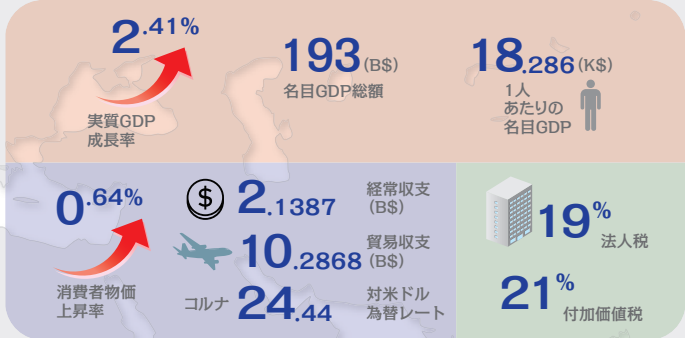 2.41%
実質GDP
成長率
193(B$)
名目GDP総額
18.286(K$)
1人
あたりの
名目GDP
0.64%
消費者物価
上昇率
$
2.1387
経常収支
(B$)
10.2868
貿易収支
(B$)
コルナ
24.44
対米ドル
為替レート
19%
法人税
21%
付加価値税